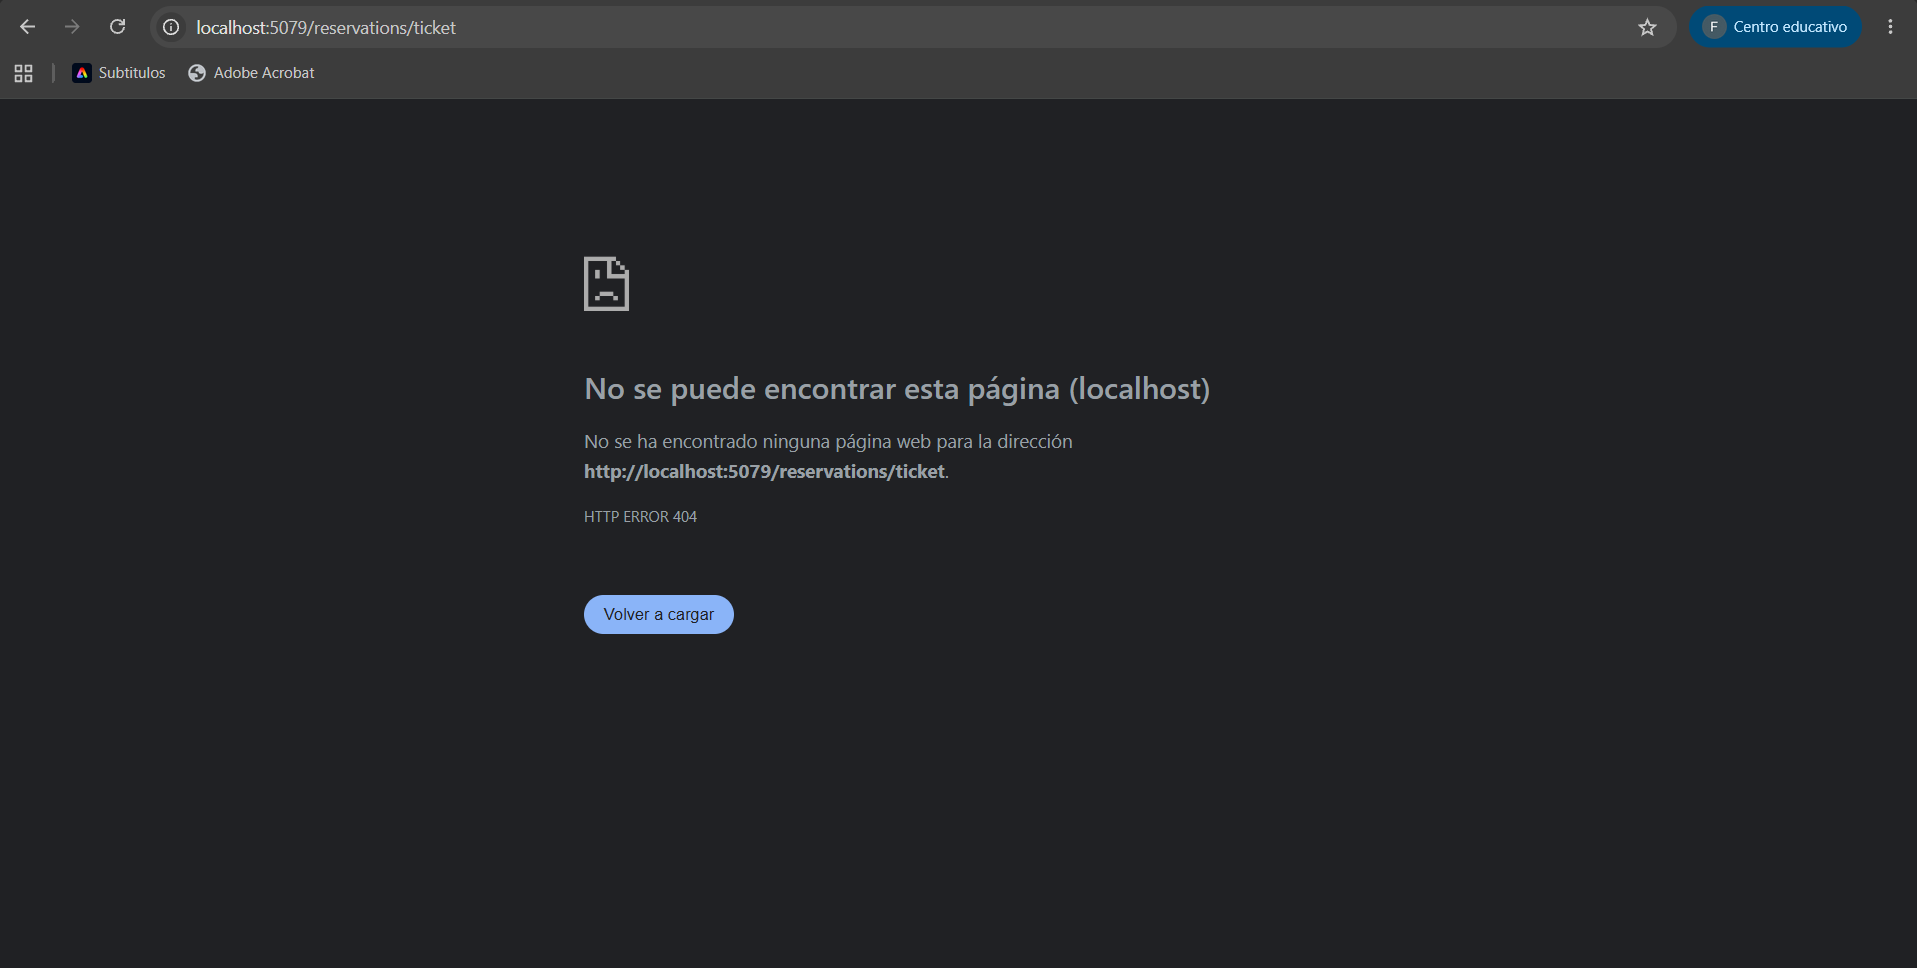 localhost:5079/reservations/ticket
F Centro educativo
Subtitulos Adobe Acrobat
No se puede encontrar esta página (localhost)
No se ha encontrado ninguna página web para la dirección
http://localhost:5079/reservations/ticket.
HTTP ERROR 404
Volver a cargar